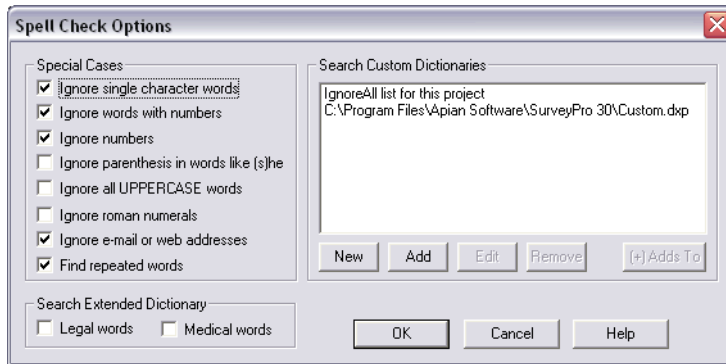 Spell Check Options
Special Cases
Ignore single character words
Ignore words with numbers
Ignore numbers
Ignore parenthesis in words like (s)he
Ignore all UPPERCASE words
Ignore roman numerals
Ignore e-mail or web addresses
Find repeated words
Search Extended Dictionary
Legal words Medical words
Search Custom Dictionaries
IgnoreAll list for this project
C:\Program Files\Apian Software\SurveyPro 30\Custom.dxp
New Add Edit Remove (+) Adds To
OK Cancel Help